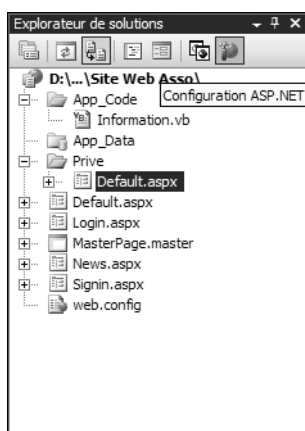 Explorateur de solutions
D:\...\Site Web Asso\
Configuration ASP.NET
App_Code
Information.vb
App_Data
Prive
Default.aspx
Default.aspx
Login.aspx
MasterPage.master
News.aspx
Signin.aspx
web.config